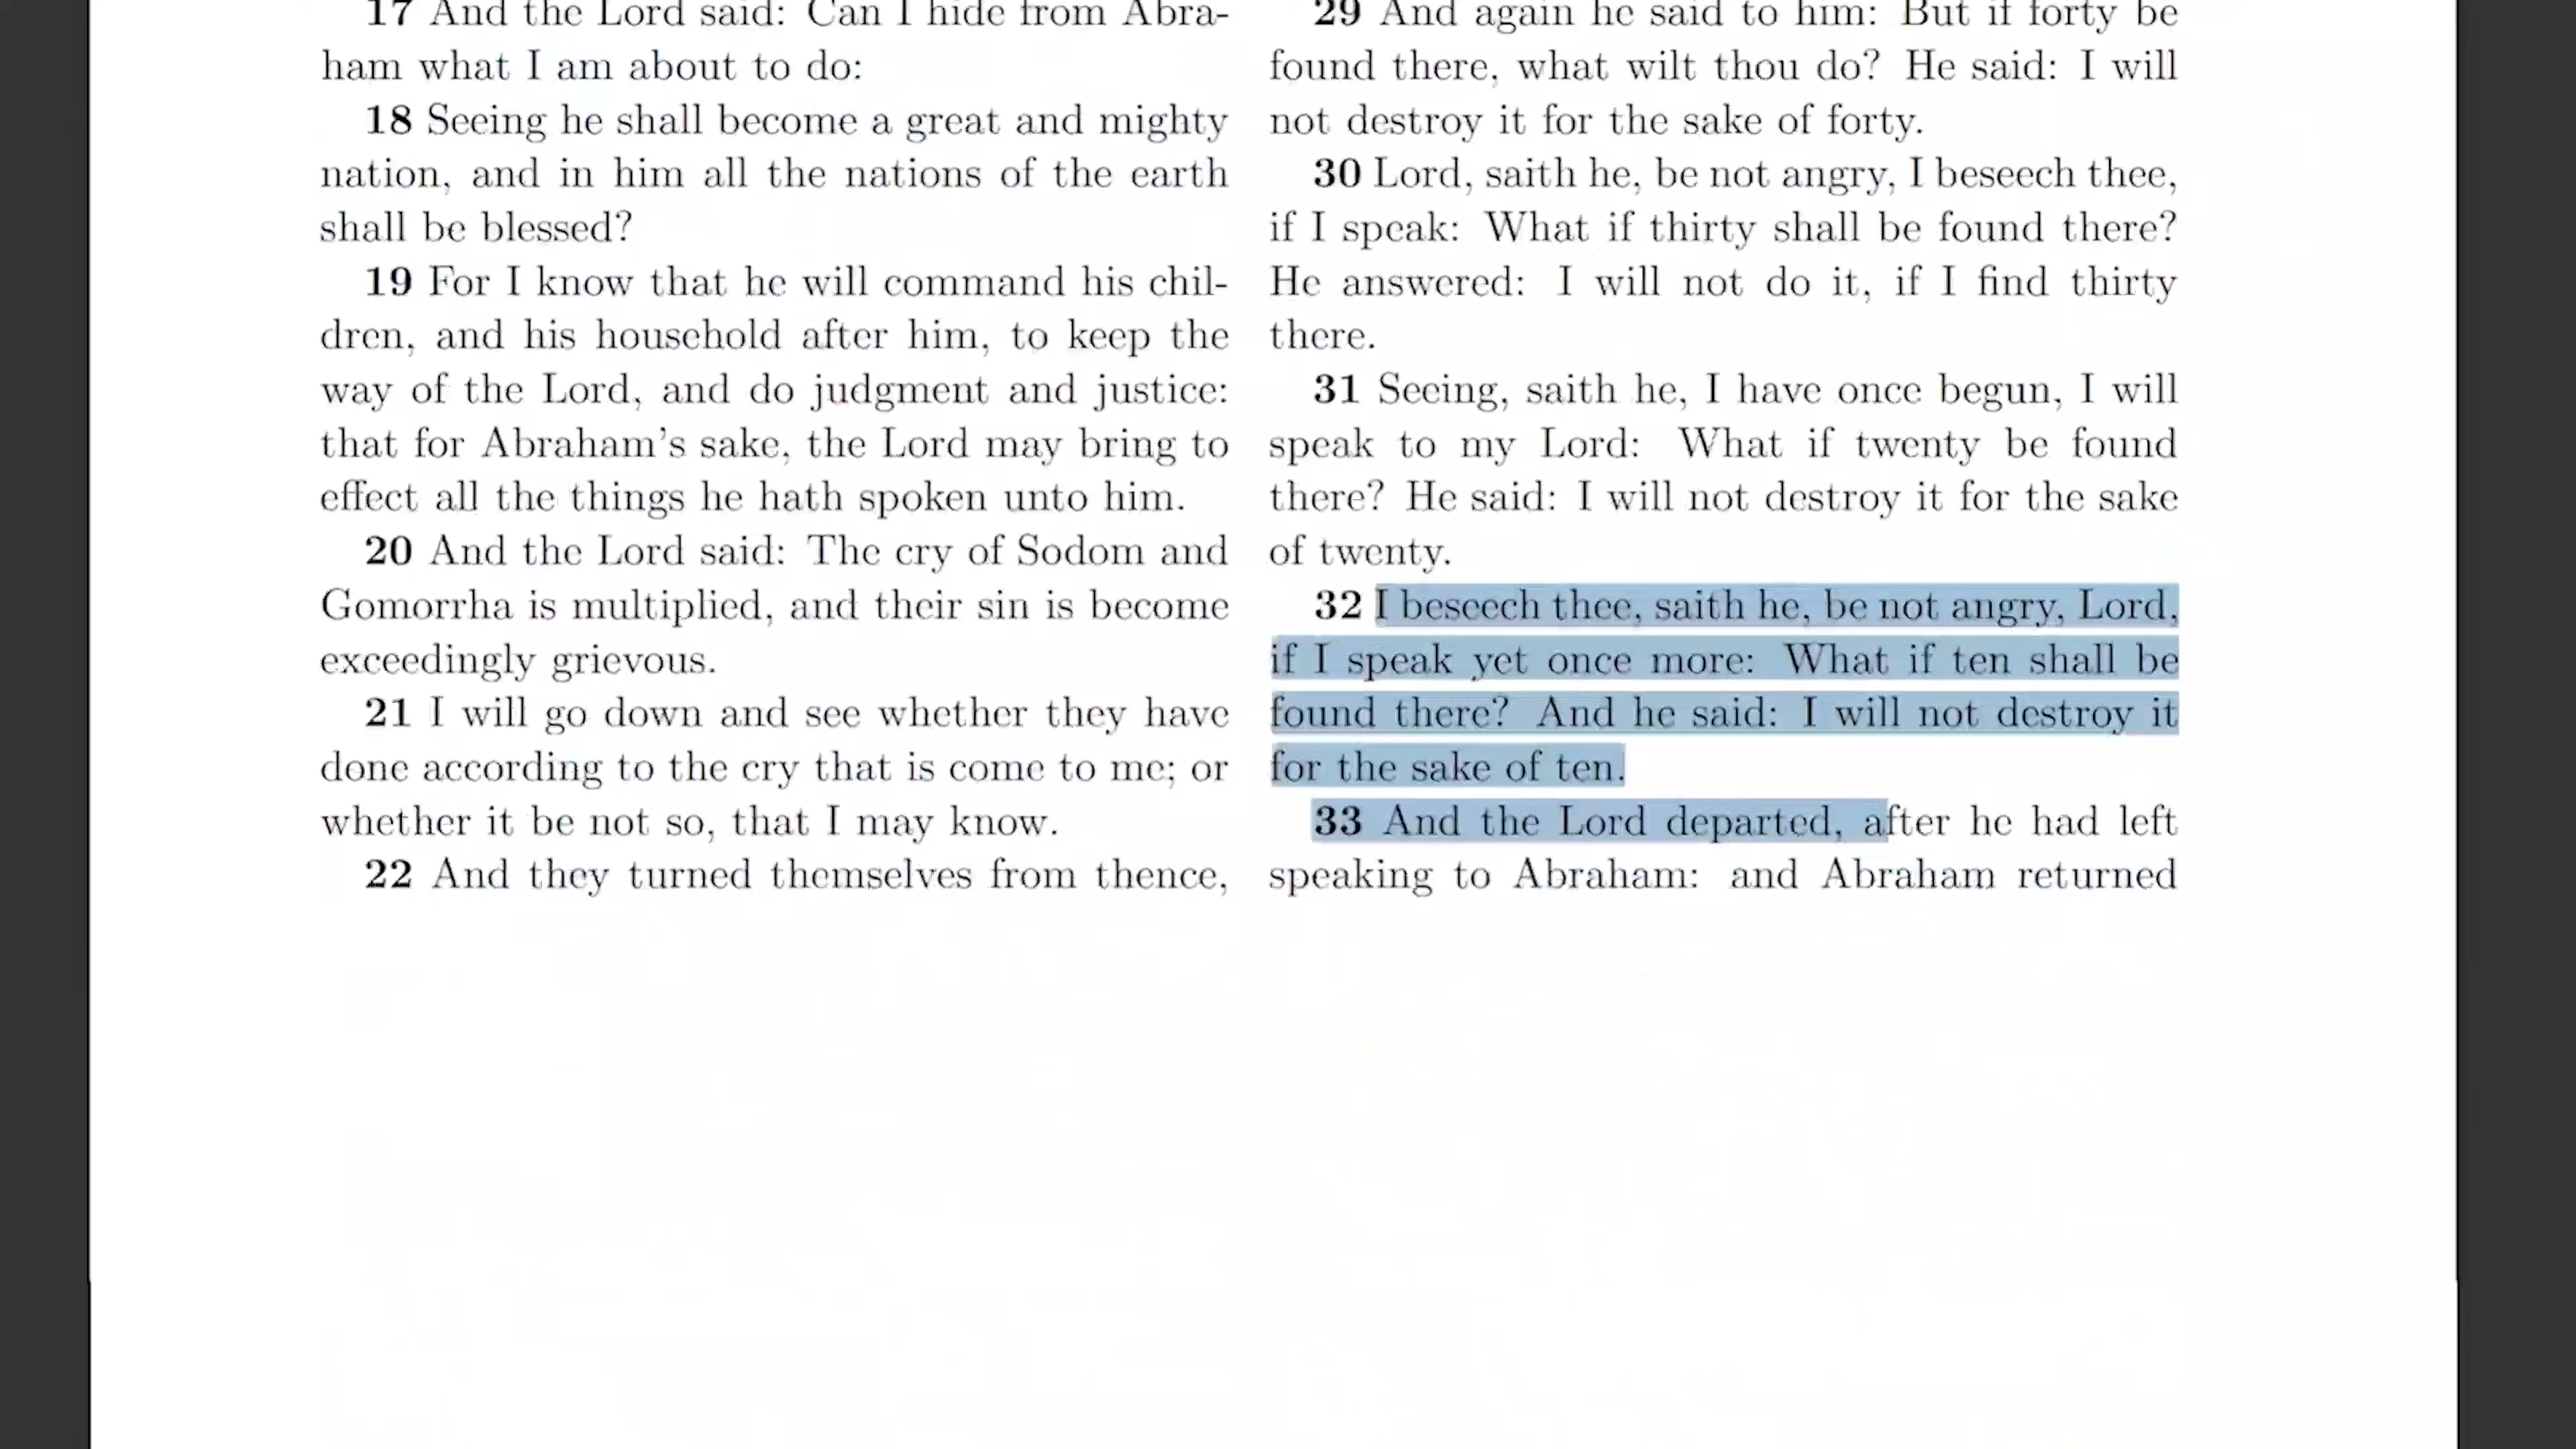 17 And the Lord said: Can I hide from Abra-
ham what I am about to do:
18 Seeing he shall become a great and mighty
nation, and in him all the nations of the earth
shall be blessed?
19 For I know that he will command his chil-
dren, and his household after him, to keep the
way of the Lord, and do judgment and justice:
that for Abraham's sake, the Lord may bring to
effect all the things he hath spoken unto him.
20 And the Lord said: The cry of Sodom and
Gomorrha is multiplied, and their sin is become
exceedingly grievous.
21 I will go down and see whether they have
done according to the cry that is come to me; or
whether it be not so, that I may know.
22 And they turned themselves from thence,
29 And again he said to him: But if forty be
found there, what wilt thou do? He said: I will
not destroy it for the sake of forty.
30 Lord, saith he, be not angry, I beseech thee,
if I speak: What if thirty shall be found there?
He answered: I will not do it, if I find thirty
there.
31 Seeing, saith he, I have once begun, I will
speak to my Lord: What if twenty be found
there? He said: I will not destroy it for the sake
of twenty.
32 I beseech thee, saith he, be not angry, Lord,
if I speak yet once more: What if ten shall be
found there? And he said: I will not destroy it
for the sake of ten.
33 And the Lord departed, after he had left
speaking to Abraham: and Abraham returned